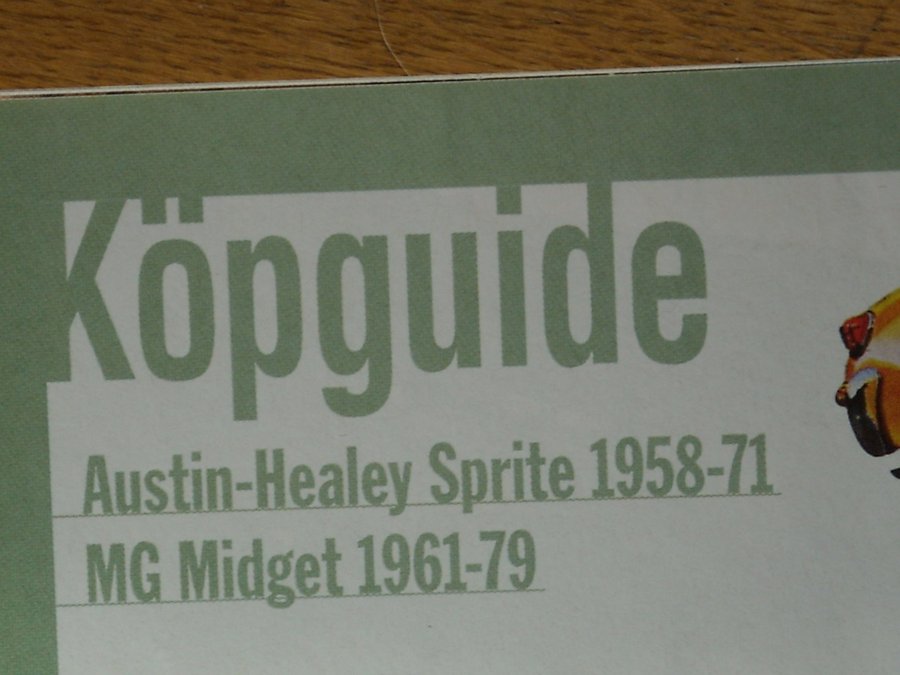 Köpguide
Austin-Healey Sprite 1958-71
MG Midget 1961-79